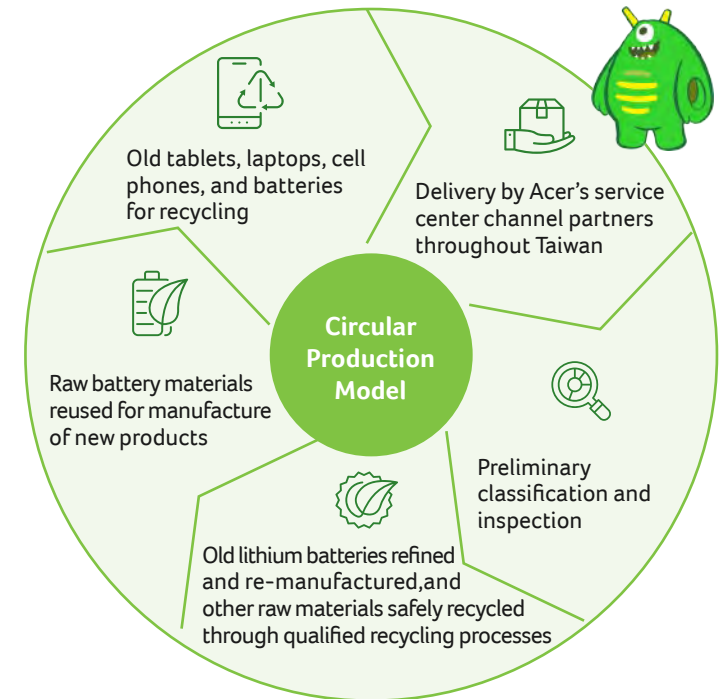 Old tablets, laptops, cell
phones, and batteries
for recycling
Delivery by Acer's service
center channel partners
throughout Taiwan
Circular
Production
Model
Preliminary
classification and
inspection
Old lithium batteries refined
and re-manufactured,and
other raw materials safely recycled
through qualified recycling processes
Raw battery materials
reused for manufacture
of new products